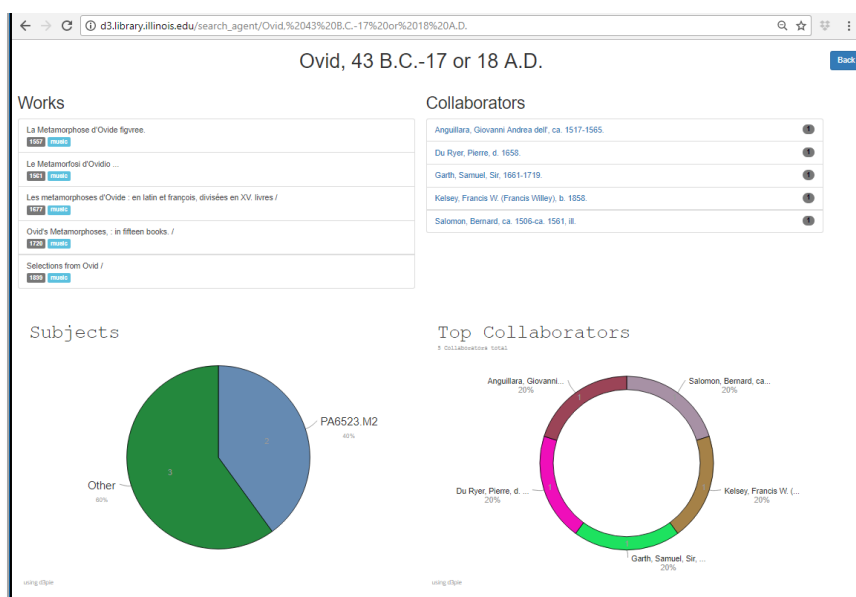 d3.library.illinois.edu/search_agent/Ovid,%2043%20B.C.-17%20or%2018%20A.D.
Ovid, 43 B.C.-17 or 18 A.D.
Back
Works
La Metamorphose d'Ovide figvree.
1557 music
Le Metamorfosi d'Ovidio ...
1561 music
Les metamorphoses d'Ovide : en latin et françois, divisées en XV. livres /
1677 music
Ovid's Metamorphoses, : in fifteen books. /
1720 music
Selections from Ovid /
music
Collaborators
Anguillara, Giovanni Andrea dell', ca. 1517-1565.
1
Du Ryer, Pierre, d. 1658.
1
Garth, Samuel, Sir, 1661-1719.
1
Kelsey, Francis W. (Francis Willey), b. 1858.
1
Salomon, Bernard, ca. 1506-ca. 1561, ill.
1
Subjects
PA6523.M2
40%
2
3
Other
60%
using d3pie
Top Collaborators
5 Collaborators total
Anguillara, Giovanni...
20%
1
Salomon, Bernard, ca...
20%
Du Ryer, Pierre, d. ...
20%
1
Kelsey, Francis W. (...
20%
Garth, Samuel, Sir, ...
20%
using d3pie